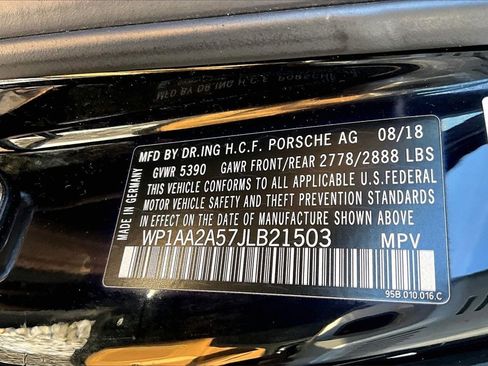 MFD BY DR.ING H.C.F. PORSCHE AG 08/18
GVWR 5390 GAWR FRONT/REAR 2778/2888 LBS
THIS VEHICLE CONFORMS TO ALL APPLICABLE U.S.FEDERAL
MOTOR VEHICLE SAFETY AND THEFT PREVENTION STANDARDS
IN EFFECT ON THE DATE OF MANUFACTURE SHOWN ABOVE.
WP1AA2A57JLB21503 MPV
95B.010.016.C
MADE IN GERMANY